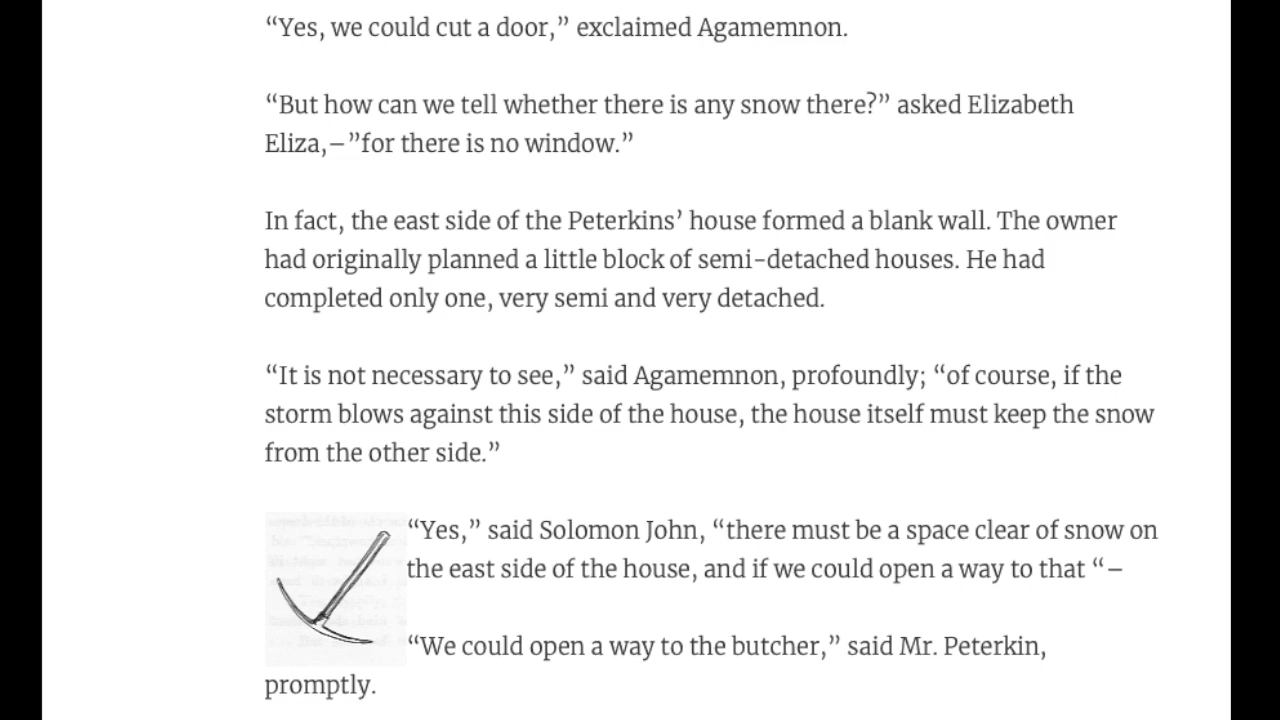 “Yes, we could cut a door,” exclaimed Agamemnon.
“But how can we tell whether there is any snow there?” asked Elizabeth
Eliza,–”for there is no window.”
In fact, the east side of the Peterkins’ house formed a blank wall. The owner
had originally planned a little block of semi-detached houses. He had
completed only one, very semi and very detached.
“It is not necessary to see,” said Agamemnon, profoundly; “of course, if the
storm blows against this side of the house, the house itself must keep the snow
from the other side.”
“Yes,” said Solomon John, “there must be a space clear of snow on
the east side of the house, and if we could open a way to that “–
“We could open a way to the butcher,” said Mr. Peterkin,
promptly.